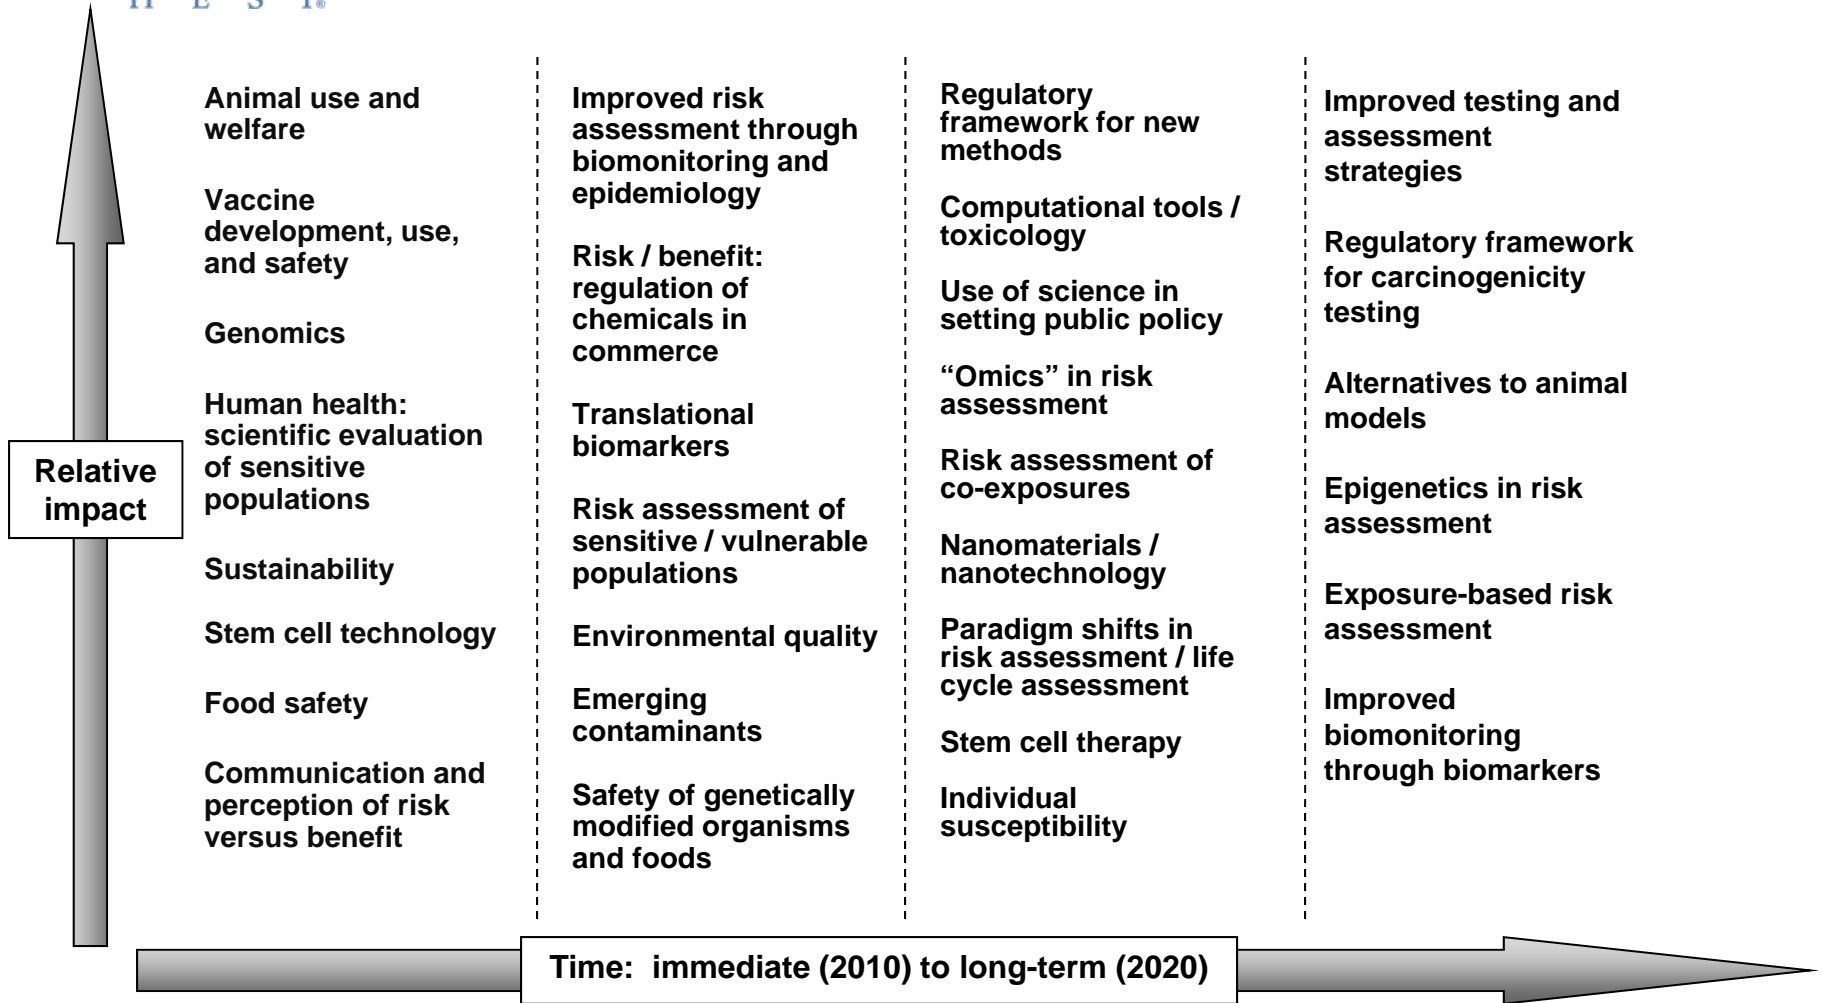 H E S I®
Animal use and
welfare
Vaccine
development, use,
and safety
Genomics
Human health:
scientific evaluation
of sensitive
populations
Sustainability
Stem cell technology
Food safety
Communication and
perception of risk
versus benefit
Improved risk
assessment through
biomonitoring and
epidemiology
Risk / benefit:
regulation of
chemicals in
commerce
Translational
biomarkers
Risk assessment of
sensitive / vulnerable
populations
Environmental quality
Emerging
contaminants
Safety of genetically
modified organisms
and foods
Regulatory
framework for new
methods
Computational tools /
toxicology
Use of science in
setting public policy
“Omics” in risk
assessment
Risk assessment of
co-exposures
Nanomaterials /
nanotechnology
Paradigm shifts in
risk assessment / life
cycle assessment
Stem cell therapy
Individual
susceptibility
Improved testing and
assessment
strategies
Regulatory framework
for carcinogenicity
testing
Alternatives to animal
models
Epigenetics in risk
assessment
Exposure-based risk
assessment
Improved
biomonitoring
through biomarkers
Relative
impact
Time: immediate (2010) to long-term (2020)